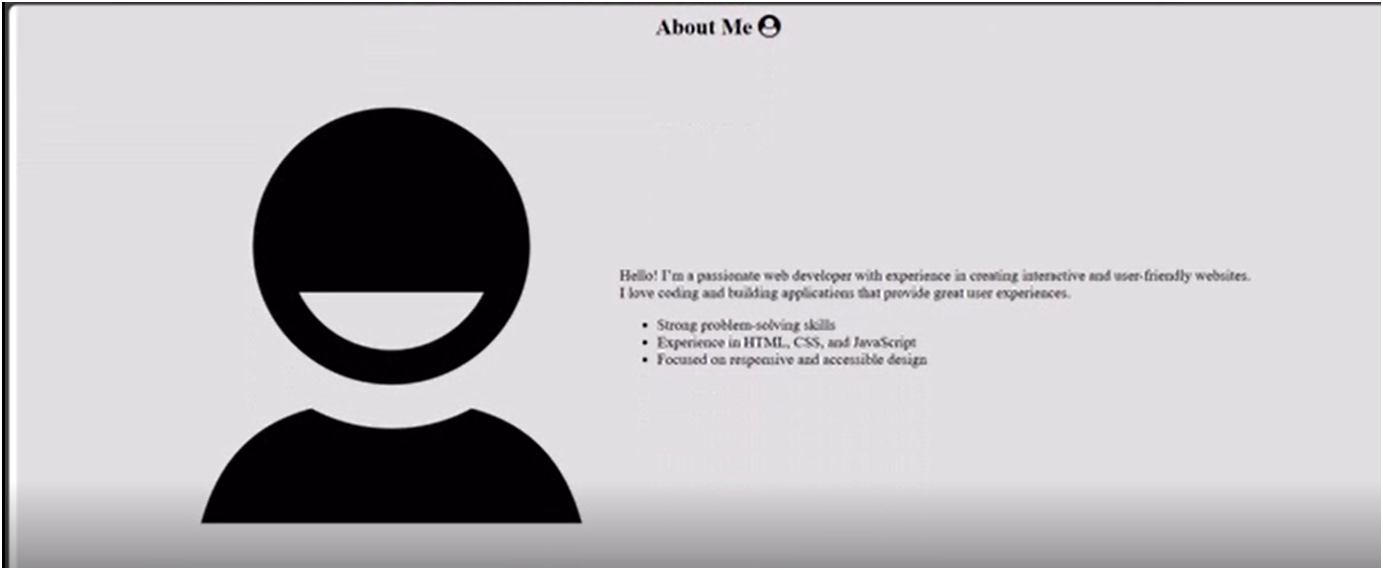 About Me
Hello! I'm a passionate web developer with experience in creating interactive and user-friendly websites.
I love coding and building applications that provide great user experiences.
• Strong problem-solving skills
• Experience in HTML, CSS, and JavaScript
• Focused on responsive and accessible design